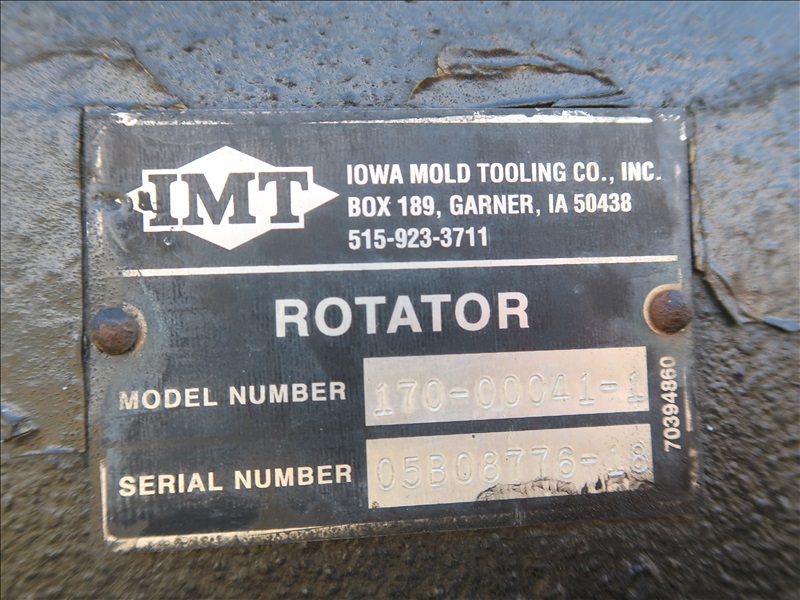 IMT
IOWA MOLD TOOLING CO., INC.
BOX 189, GARNER, IA 50438
515-923-3711
ROTATOR
MODEL NUMBER 170-00041-1
SERIAL NUMBER 05B08776-18
70394860